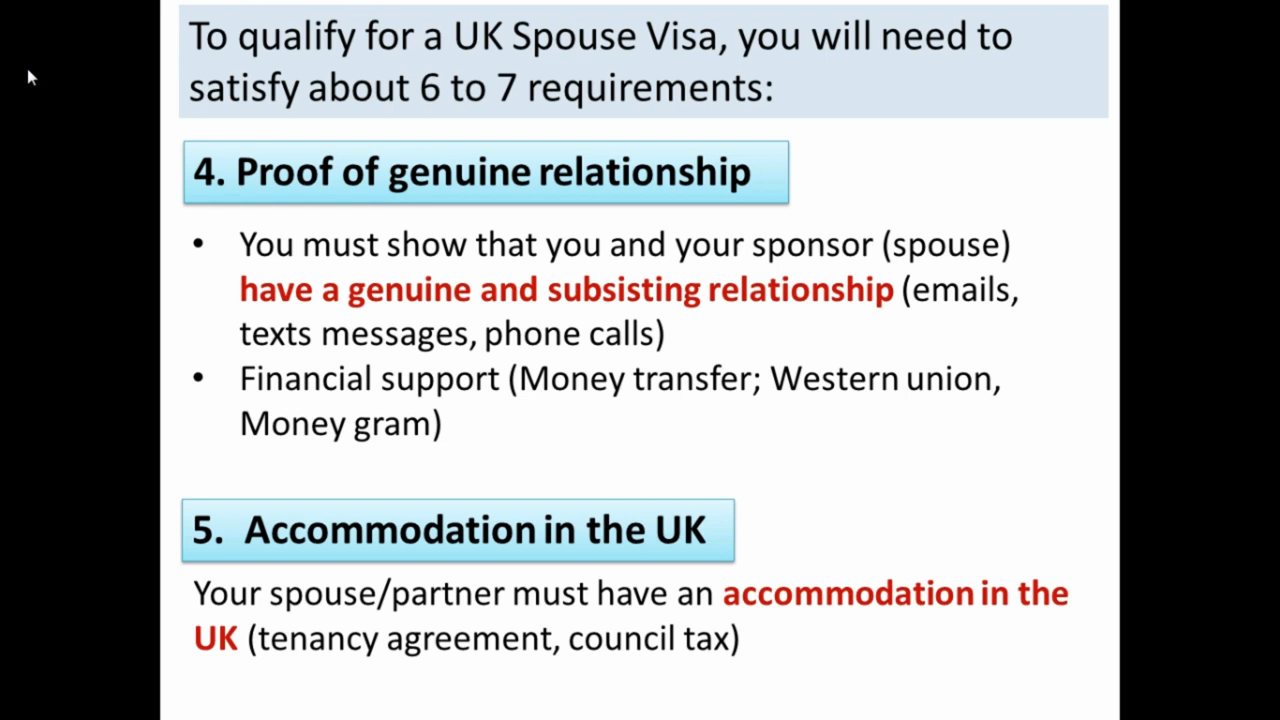 To qualify for a UK Spouse Visa, you will need to
satisfy about 6 to 7 requirements:
4. Proof of genuine relationship
• You must show that you and your sponsor (spouse)
have a genuine and subsisting relationship (emails,
texts messages, phone calls)
• Financial support (Money transfer; Western union,
Money gram)
5. Accommodation in the UK
Your spouse/partner must have an accommodation in the
UK (tenancy agreement, council tax)